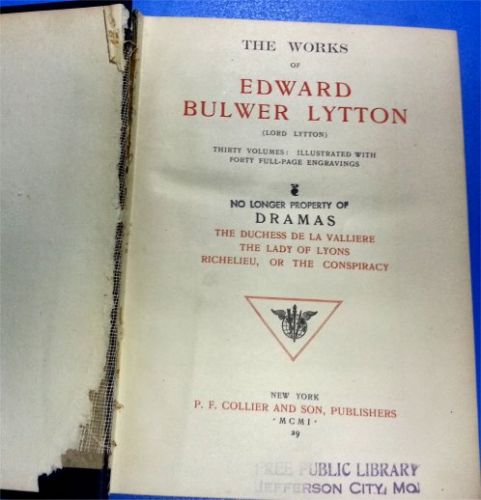 THE WORKS
OF
EDWARD
BULWER LYTTON
(LORD LYTTON)
THIRTY VOLUMES: ILLUSTRATED WITH
FORTY FULL-PAGE ENGRAVINGS
NO LONGER PROPERTY OF
DRAMAS
THE DUCHESS DE LA VALLIERE
THE LADY OF LYONS
RICHELIEU, OR THE CONSPIRACY
NEW YORK
P. F. COLLIER AND SON, PUBLISHERS
·MCMI·
29
FREE PUBLIC LIBRARY
JEFFERSON CITY, MO.